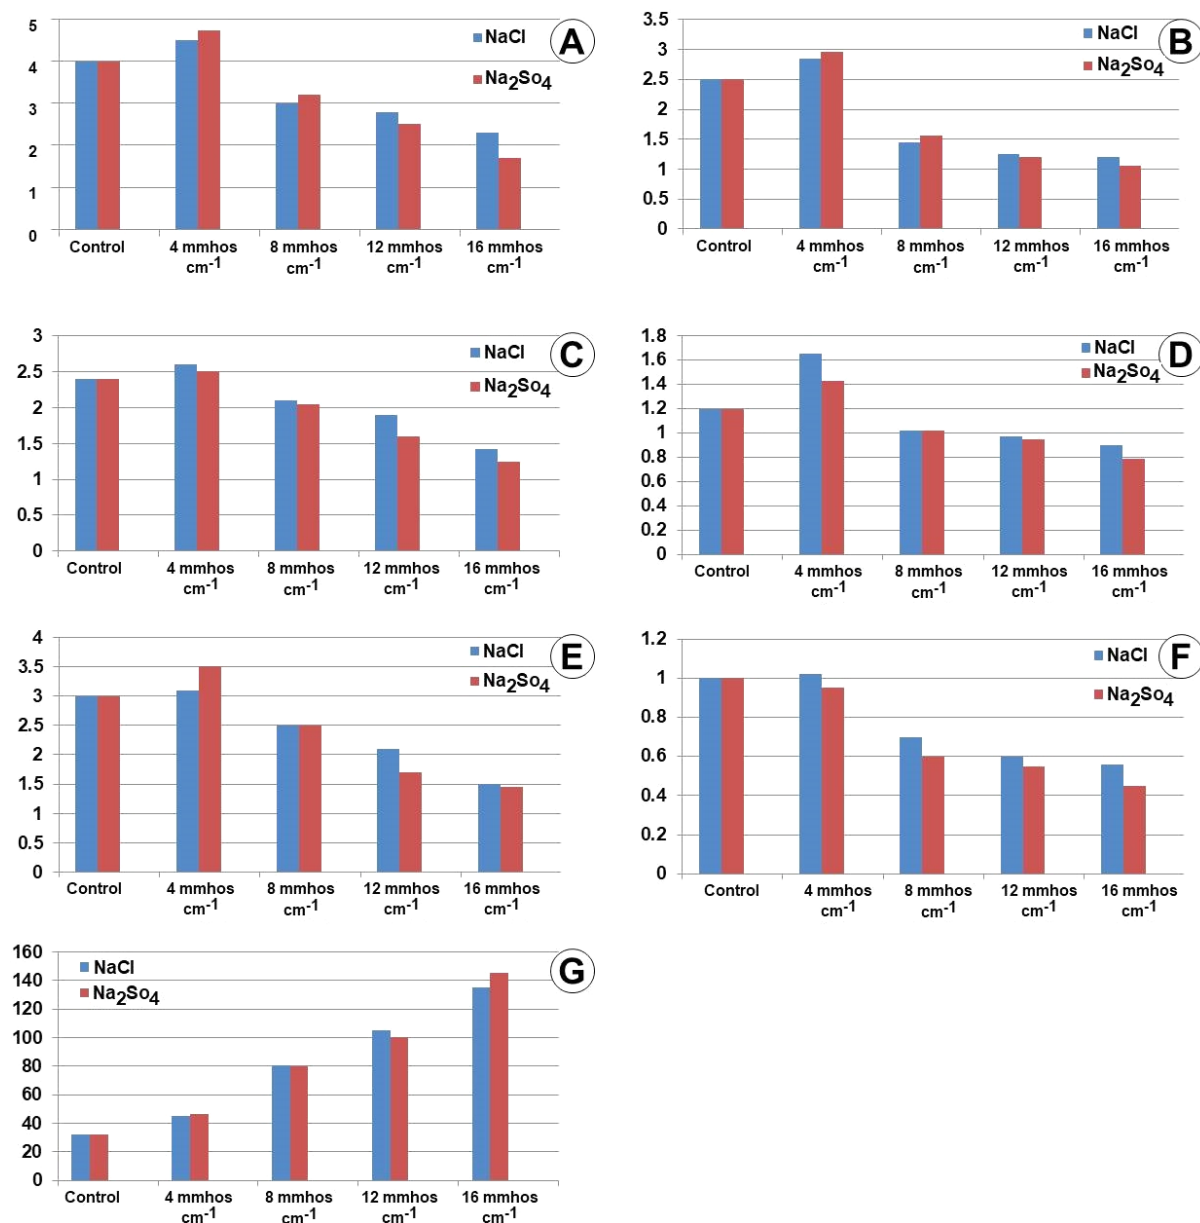 5
4
3
2
1
0
NaCl
Na2So4
A
Control
4 mmhos
cm-1
8 mmhos
cm-1
12 mmhos
cm-1
16 mmhos
cm-1
3.5
3
2.5
2
1.5
1
0.5
0
NaCl
Na2So4
B
Control
4 mmhos
cm-1
8 mmhos
cm-1
12 mmhos
cm-1
16 mmhos
cm-1
3
2.5
2
1.5
1
0.5
0
NaCl
Na2So4
C
Control
4 mmhos
cm-1
8 mmhos
cm-1
12 mmhos
cm-1
16 mmhos
cm-1
1.8
1.6
1.4
1.2
1
0.8
0.6
0.4
0.2
0
NaCl
Na2So4
D
Control
4 mmhos
cm-1
8 mmhos
cm-1
12 mmhos
cm-1
16 mmhos
cm-1
4
3.5
3
2.5
2
1.5
1
0.5
0
NaCl
Na2So4
E
Control
4 mmhos
cm-1
8 mmhos
cm-1
12 mmhos
cm-1
16 mmhos
cm-1
1.2
1
0.8
0.6
0.4
0.2
0
NaCl
Na2So4
F
Control
4 mmhos
cm-1
8 mmhos
cm-1
12 mmhos
cm-1
16 mmhos
cm-1
160
140
120
100
80
60
40
20
0
NaCl
Na2So4
G
Control
4 mmhos
cm-1
8 mmhos
cm-1
12 mmhos
cm-1
16 mmhos
cm-1